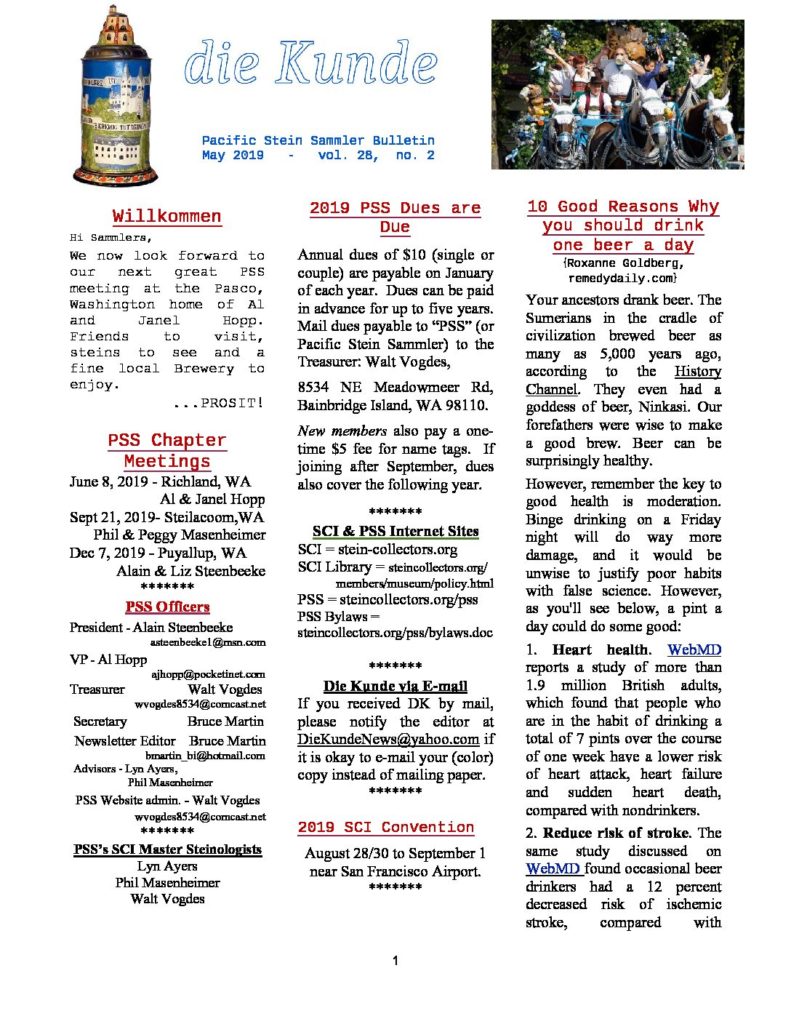 die Kunde
Pacific Stein Sammler Bulletin
May 2019 - vol. 28, no. 2
Willkommen
Hi Sammlers,
We now look forward to
our next great PSS
meeting at the Pasco,
Washington home of Al
and Janel Hopp.
Friends to visit,
steins to see and a
fine local Brewery to
enjoy.
...PROSIT!
PSS Chapter
Meetings
June 8, 2019 - Richland, WA
Al & Janel Hopp
Sept 21, 2019- Steilacoom,WA
Phil & Peggy Masenheimer
Dec 7, 2019 - Puyallup, WA
Alain & Liz Steenbeeke
*******
PSS Officers
President - Alain Steenbeeke
asteenbeeke1@msn.com
VP - Al Hopp
ajhopp@pocketinet.com
Treasurer Walt Vogdes
wvogdes8534@comcast.net
Secretary Bruce Martin
Newsletter Editor Bruce Martin
bmartin_bi@hotmail.com
Advisors - Lyn Ayers,
Phil Masenheimer
PSS Website admin. - Walt Vogdes
wvogdes8534@comcast.net
*******
PSS's SCI Master Steinologists
Lyn Ayers
Phil Masenheimer
Walt Vogdes
2019 PSS Dues are
Due
Annual dues of $10 (single or
couple) are payable on January
of each year. Dues can be paid
in advance for up to five years.
Mail dues payable to “PSS” (or
Pacific Stein Sammler) to the
Treasurer: Walt Vogdes,
8534 NE Meadowmeer Rd,
Bainbridge Island, WA 98110.
New members also pay a one-
time $5 fee for name tags. If
joining after September, dues
also cover the following year.
*******
SCI & PSS Internet Sites
SCI = stein-collectors.org
SCI Library = steincollectors.org/
members/museum/policy.html
PSS = steincollectors.org/pss
PSS Bylaws =
steincollectors.org/pss/bylaws.doc
*******
Die Kunde via E-mail
If you received DK by mail,
please notify the editor at
DieKundeNews@yahoo.com if
it is okay to e-mail your (color)
copy instead of mailing paper.
*******
2019 SCI Convention
August 28/30 to September 1
near San Francisco Airport.
*******
10 Good Reasons Why
you should drink
one beer a day
{Roxanne Goldberg,
remedydaily.com}
Your ancestors drank beer. The
Sumerians in the cradle of
civilization brewed beer as
many as 5,000 years ago,
according to the History
Channel. They even had a
goddess of beer, Ninkasi. Our
forefathers were wise to make
a good brew. Beer can be
surprisingly healthy.
However, remember the key to
good health is moderation.
Binge drinking on a Friday
night will do way more
damage, and it would be
unwise to justify poor habits
with false science. However,
as you'll see below, a pint a
day could do some good:
1. Heart health. WebMD
reports a study of more than
1.9 million British adults,
which found that people who
are in the habit of drinking a
total of 7 pints over the course
of one week have a lower risk
of heart attack, heart failure
and sudden heart death,
compared with nondrinkers.
2. Reduce risk of stroke. The
same study discussed on
WebMD found occasional beer
drinkers had a 12 percent
decreased risk of ischemic
stroke, compared with
1